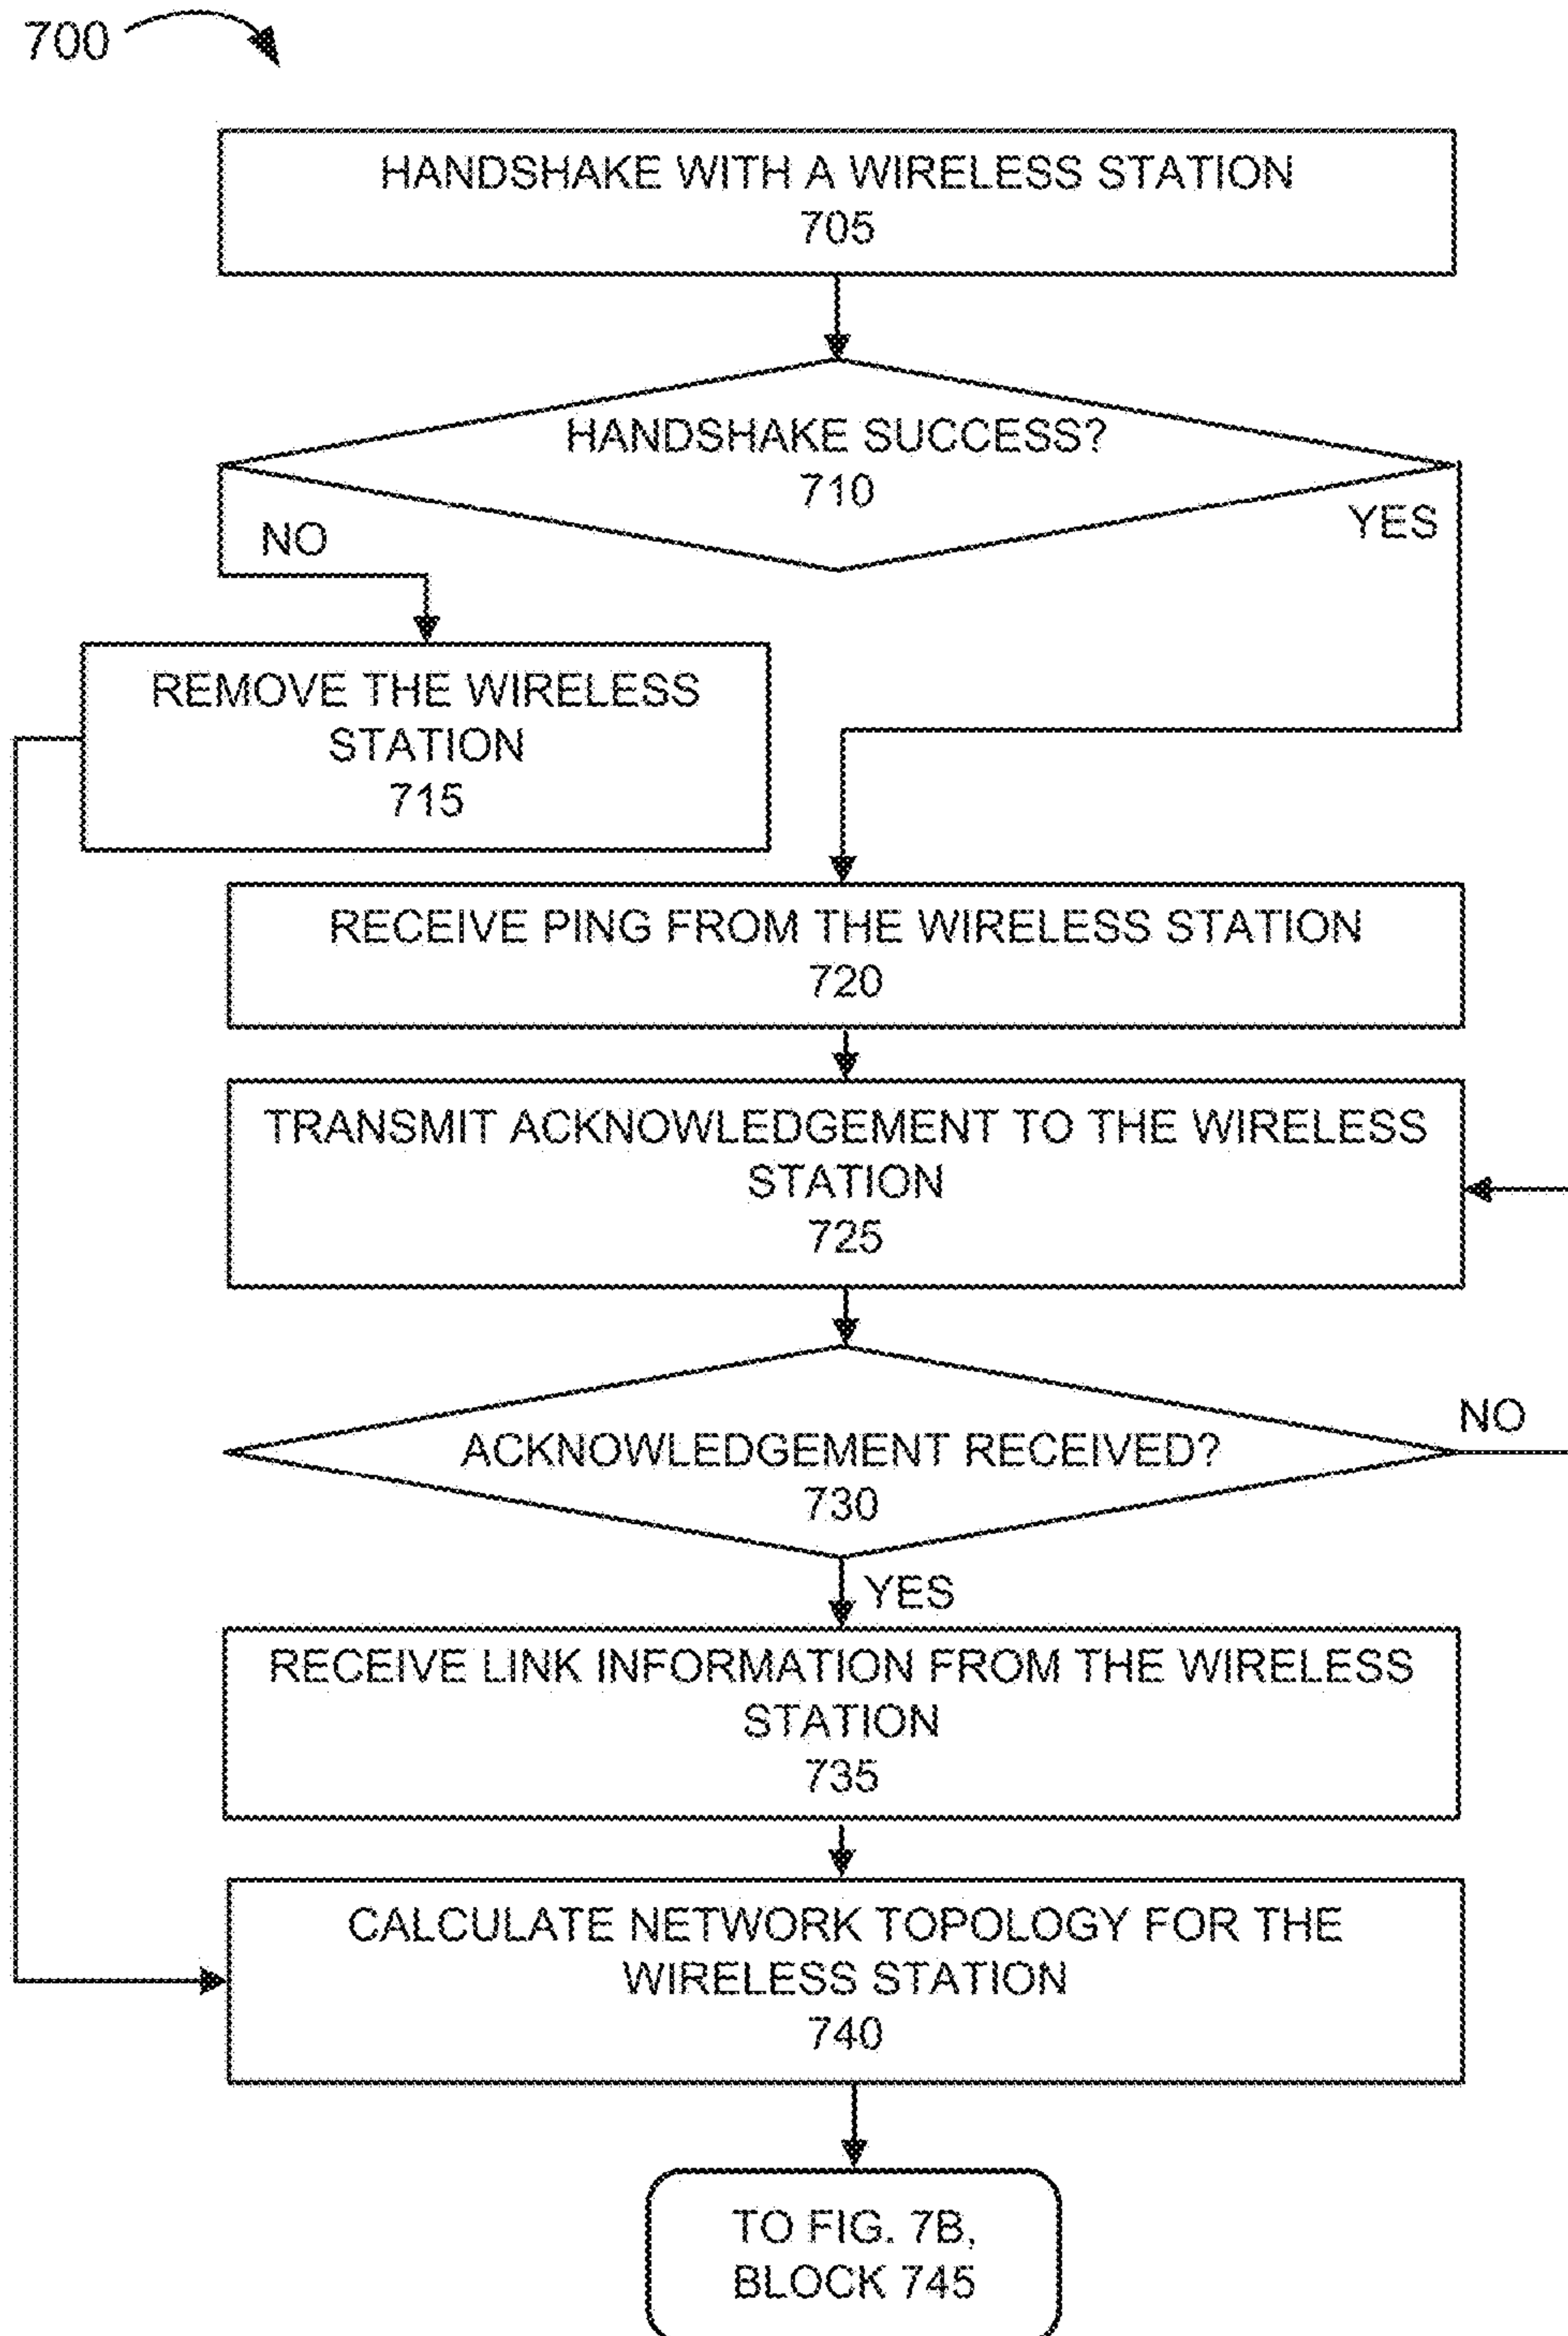 700
HANDSHAKE WITH A WIRELESS STATION
705
HANDSHAKE SUCCESS?
710
NO
YES
REMOVE THE WIRELESS
STATION
715
RECEIVE PING FROM THE WIRELESS STATION
720
TRANSMIT ACKNOWLEDGEMENT TO THE WIRELESS
STATION
725
NO
ACKNOWLEDGEMENT RECEIVED?
730
YES
RECEIVE LINK INFORMATION FROM THE WIRELESS
STATION
735
CALCULATE NETWORK TOPOLOGY FOR THE
WIRELESS STATION
740
TO FIG. 7B,
BLOCK 745